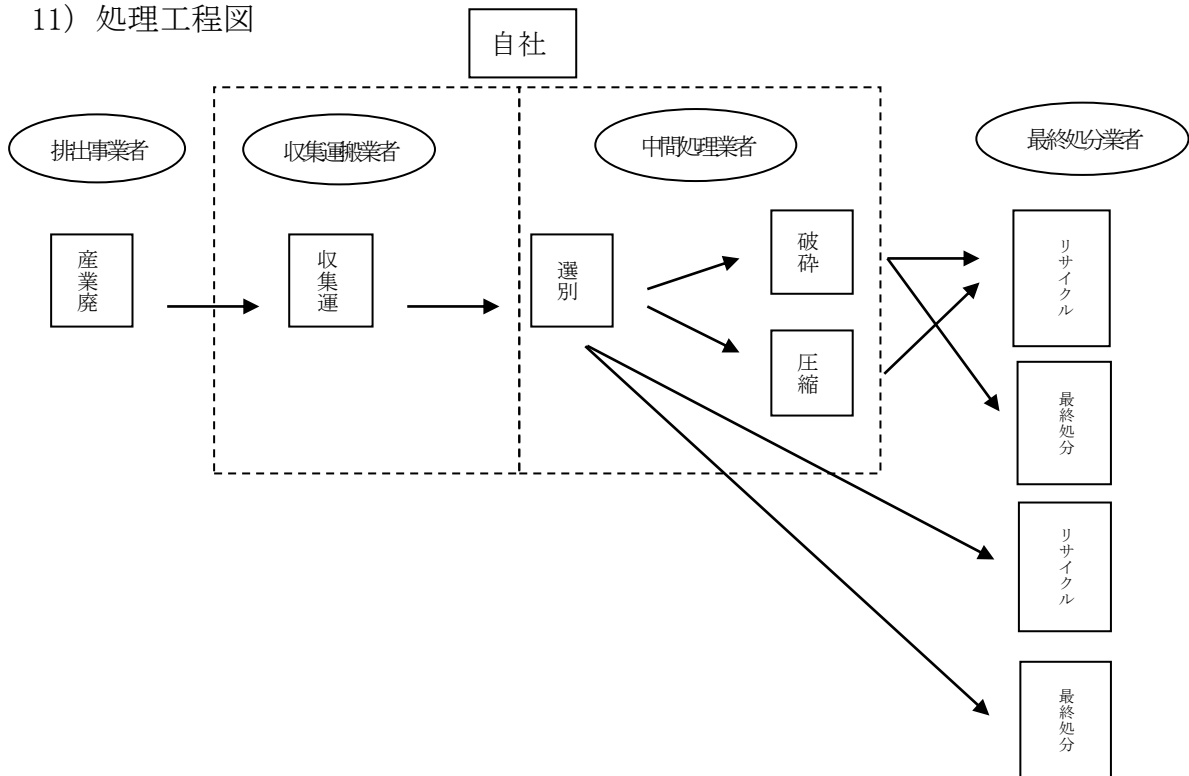 11) 処理工程図
自社
排出事業者
収集運搬業者
中間処理業者
最終処分業者
産業廃
収集運
選別
破砕
圧縮
リサイクル
最終処分
リサイクル
最終処分